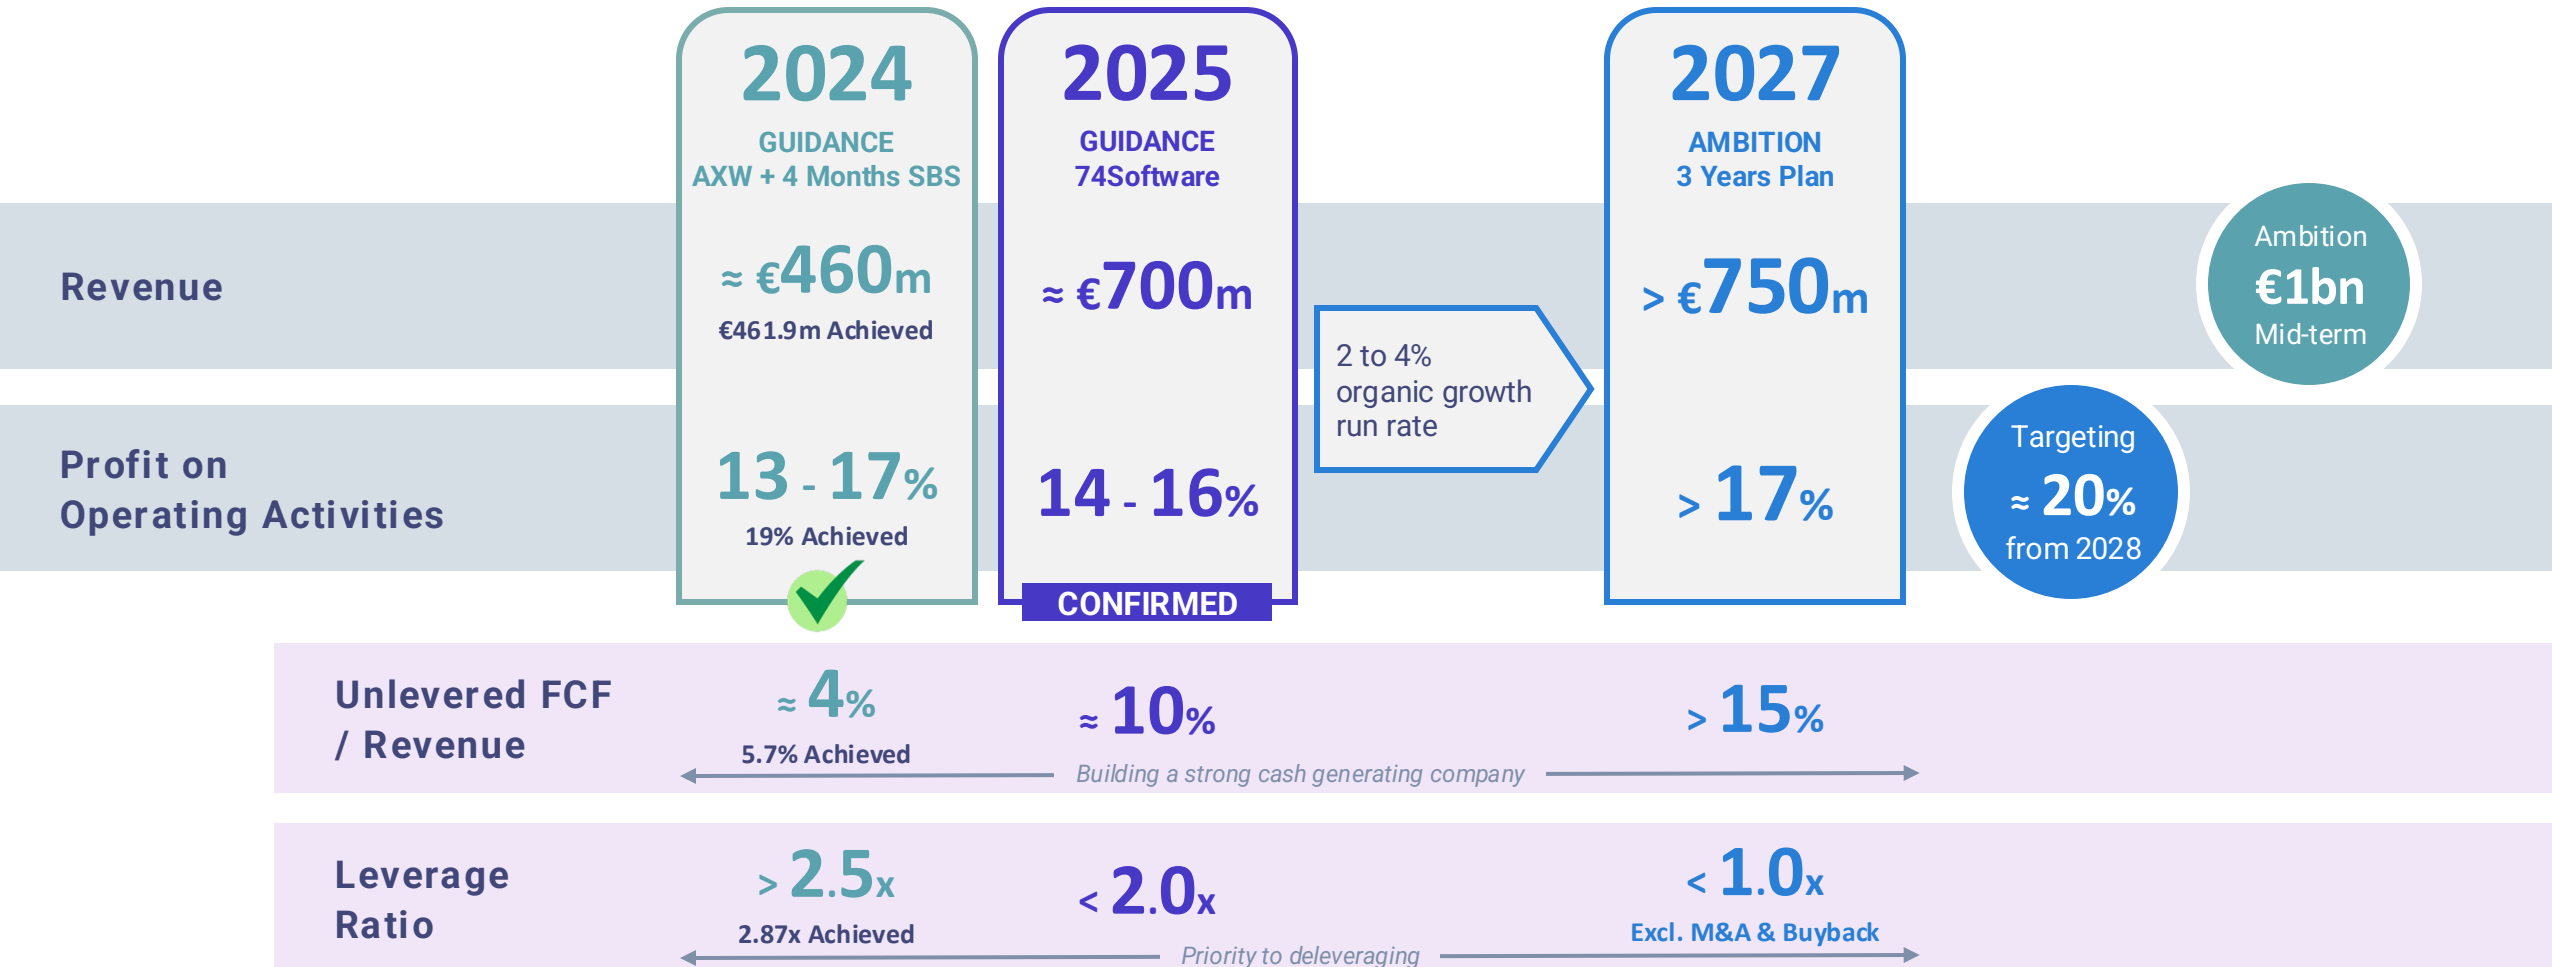 2024
GUIDANCE
AXW + 4 Months SBS
2025
GUIDANCE
74Software
2027
AMBITION
3 Years Plan
Revenue
≈ €460m
€461.9m Achieved
≈ €700m
> €750m
Ambition
€1bn
Mid-term
2 to 4%
organic growth
run rate
Profit on
Operating Activities
13 - 17%
19% Achieved
14 - 16%
CONFIRMED
> 17%
Targeting
≈ 20%
from 2028
Unlevered FCF
/ Revenue
≈ 4%
5.7% Achieved
≈ 10%
> 15%
Building a strong cash generating company
Leverage
Ratio
> 2.5x
2.87x Achieved
< 2.0x
< 1.0x
Excl. M&A & Buyback
Priority to deleveraging